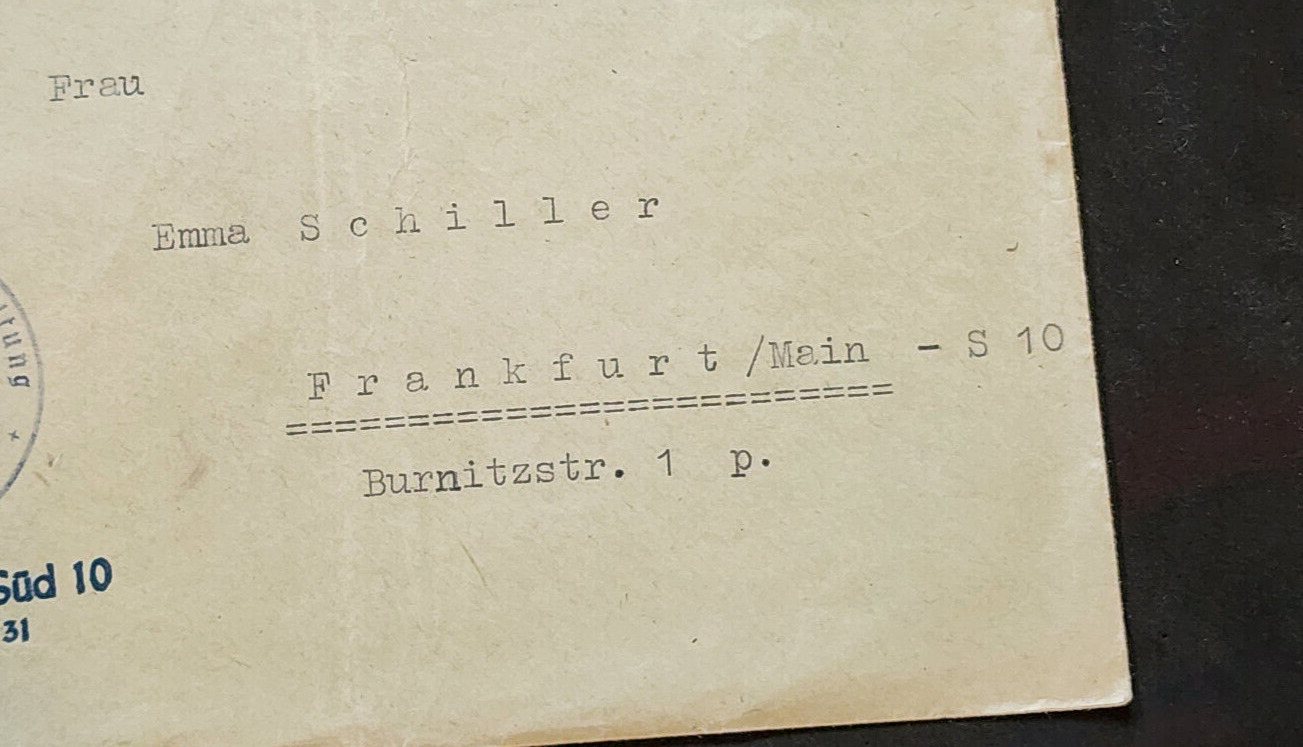 Frau
Emma S c h i l l e r
F r a n k f u r t /Main - S 10
=========================
Burnitzstr. 1 p.
Süd 10
31